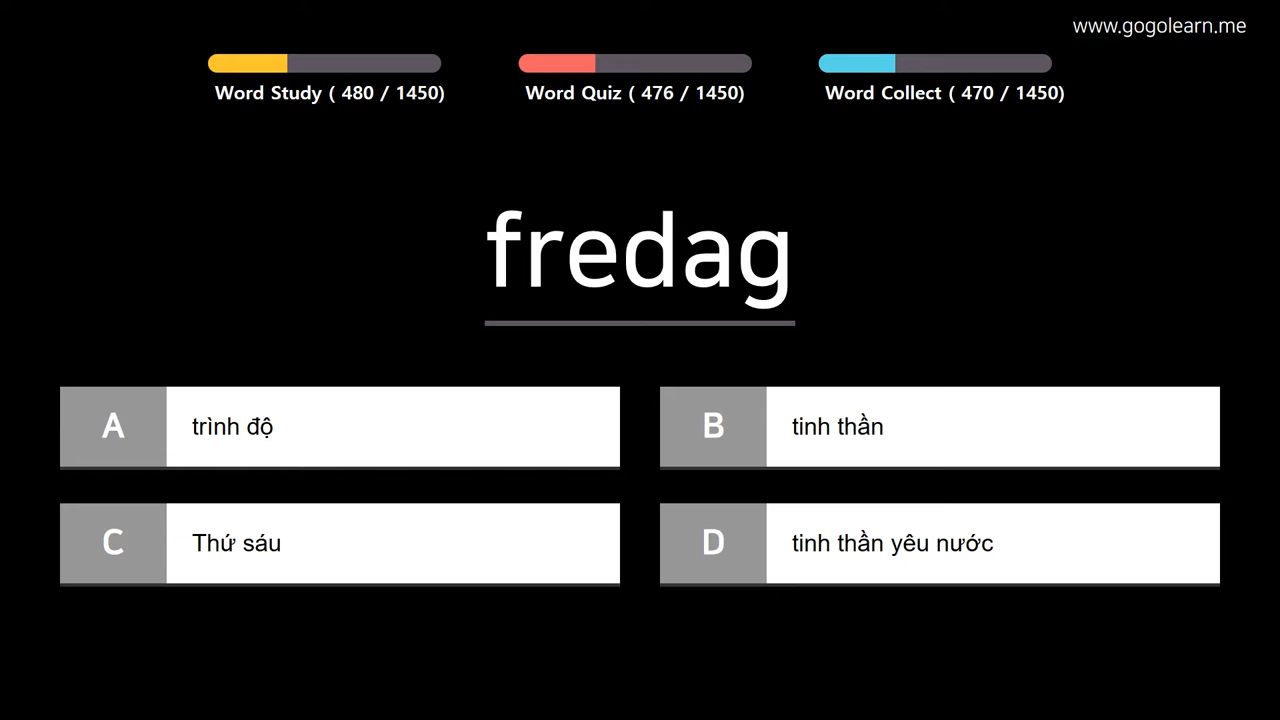 www.gogolearn.me
Word Study ( 480 / 1450)
Word Quiz ( 476 / 1450)
Word Collect ( 470 / 1450)
fredag
A trình độ
B tinh thần
C Thứ sáu
D tinh thần yêu nước